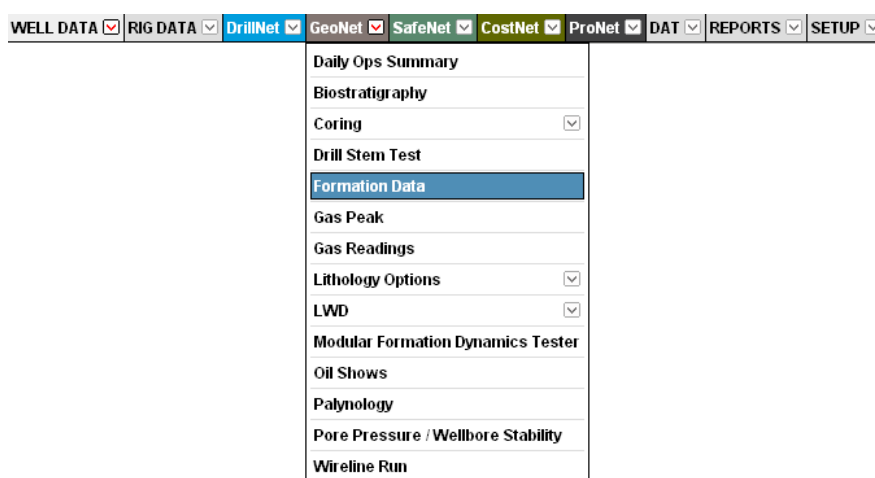 WELL DATA RIG DATA DrillNet GeoNet SafeNet CostNet ProNet DAT REPORTS SETUP
Daily Ops Summary
Biostratigraphy
Coring
Drill Stem Test
Formation Data
Gas Peak
Gas Readings
Lithology Options
LWD
Modular Formation Dynamics Tester
Oil Shows
Palynology
Pore Pressure / Wellbore Stability
Wireline Run